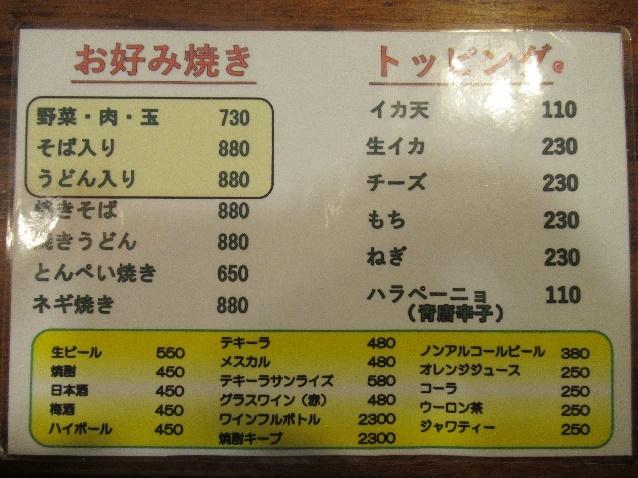 お好み焼き
野菜・肉・玉 730
そば入り 880
うどん入り 880
焼きそば 880
焼きうどん 880
とんぺい焼き 650
ネギ焼き 880
トッピング
イカ天 110
生イカ 230
チーズ 230
もち 230
ねぎ 230
ハラペーニョ 110
（青唐辛子）
生ビール 550
焼酎 450
日本酒 450
梅酒 450
ハイボール 450
テキーラ 480
メスカル 480
テキーラサンライズ 580
グラスワイン（赤） 480
ワインフルボトル 2300
焼酎キープ 2300
ノンアルコールビール 380
オレンジジュース 250
コーラ 250
ウーロン茶 250
ジャワティー 250